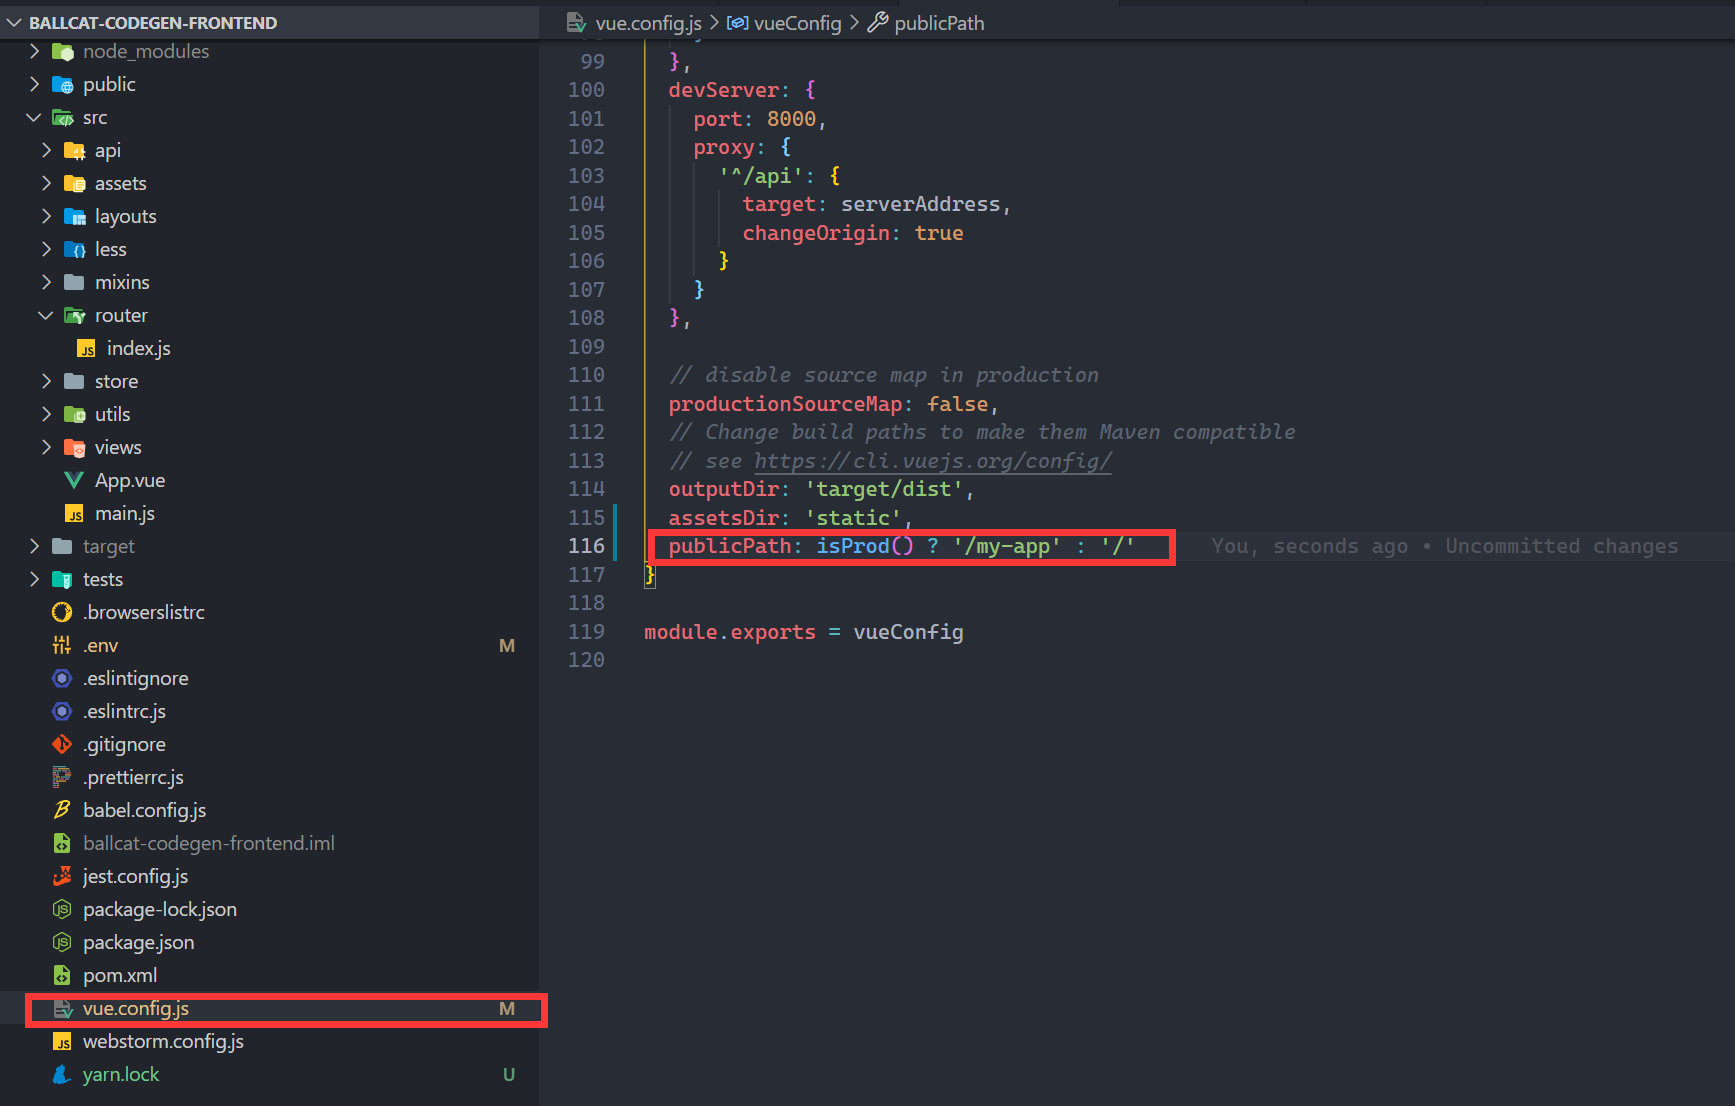 BALLCAT-CODEGEN-FRONTEND
node_modules
public
src
api
assets
layouts
less
mixins
router
index.js
store
utils
views
App.vue
main.js
target
tests
.browserslistrc
.env M
.eslintignore
.eslintrc.js
.gitignore
.prettierrc.js
babel.config.js
ballcat-codegen-frontend.iml
jest.config.js
package-lock.json
package.json
pom.xml
vue.config.js M
webstorm.config.js
yarn.lock U
vue.config.js > vueConfig > publicPath
99 },
100 devServer: {
101 port: 8000,
102 proxy: {
103 '^/api': {
104 target: serverAddress,
105 changeOrigin: true
106 }
107 }
108 },
109
110 // disable source map in production
111 productionSourceMap: false,
112 // Change build paths to make them Maven compatible
113 // see https://cli.vuejs.org/config/
114 outputDir: 'target/dist',
115 assetsDir: 'static',
116 publicPath: isProd() ? '/my-app' : '/' You, seconds ago • Uncommitted changes
117 }
118
119 module.exports = vueConfig
120